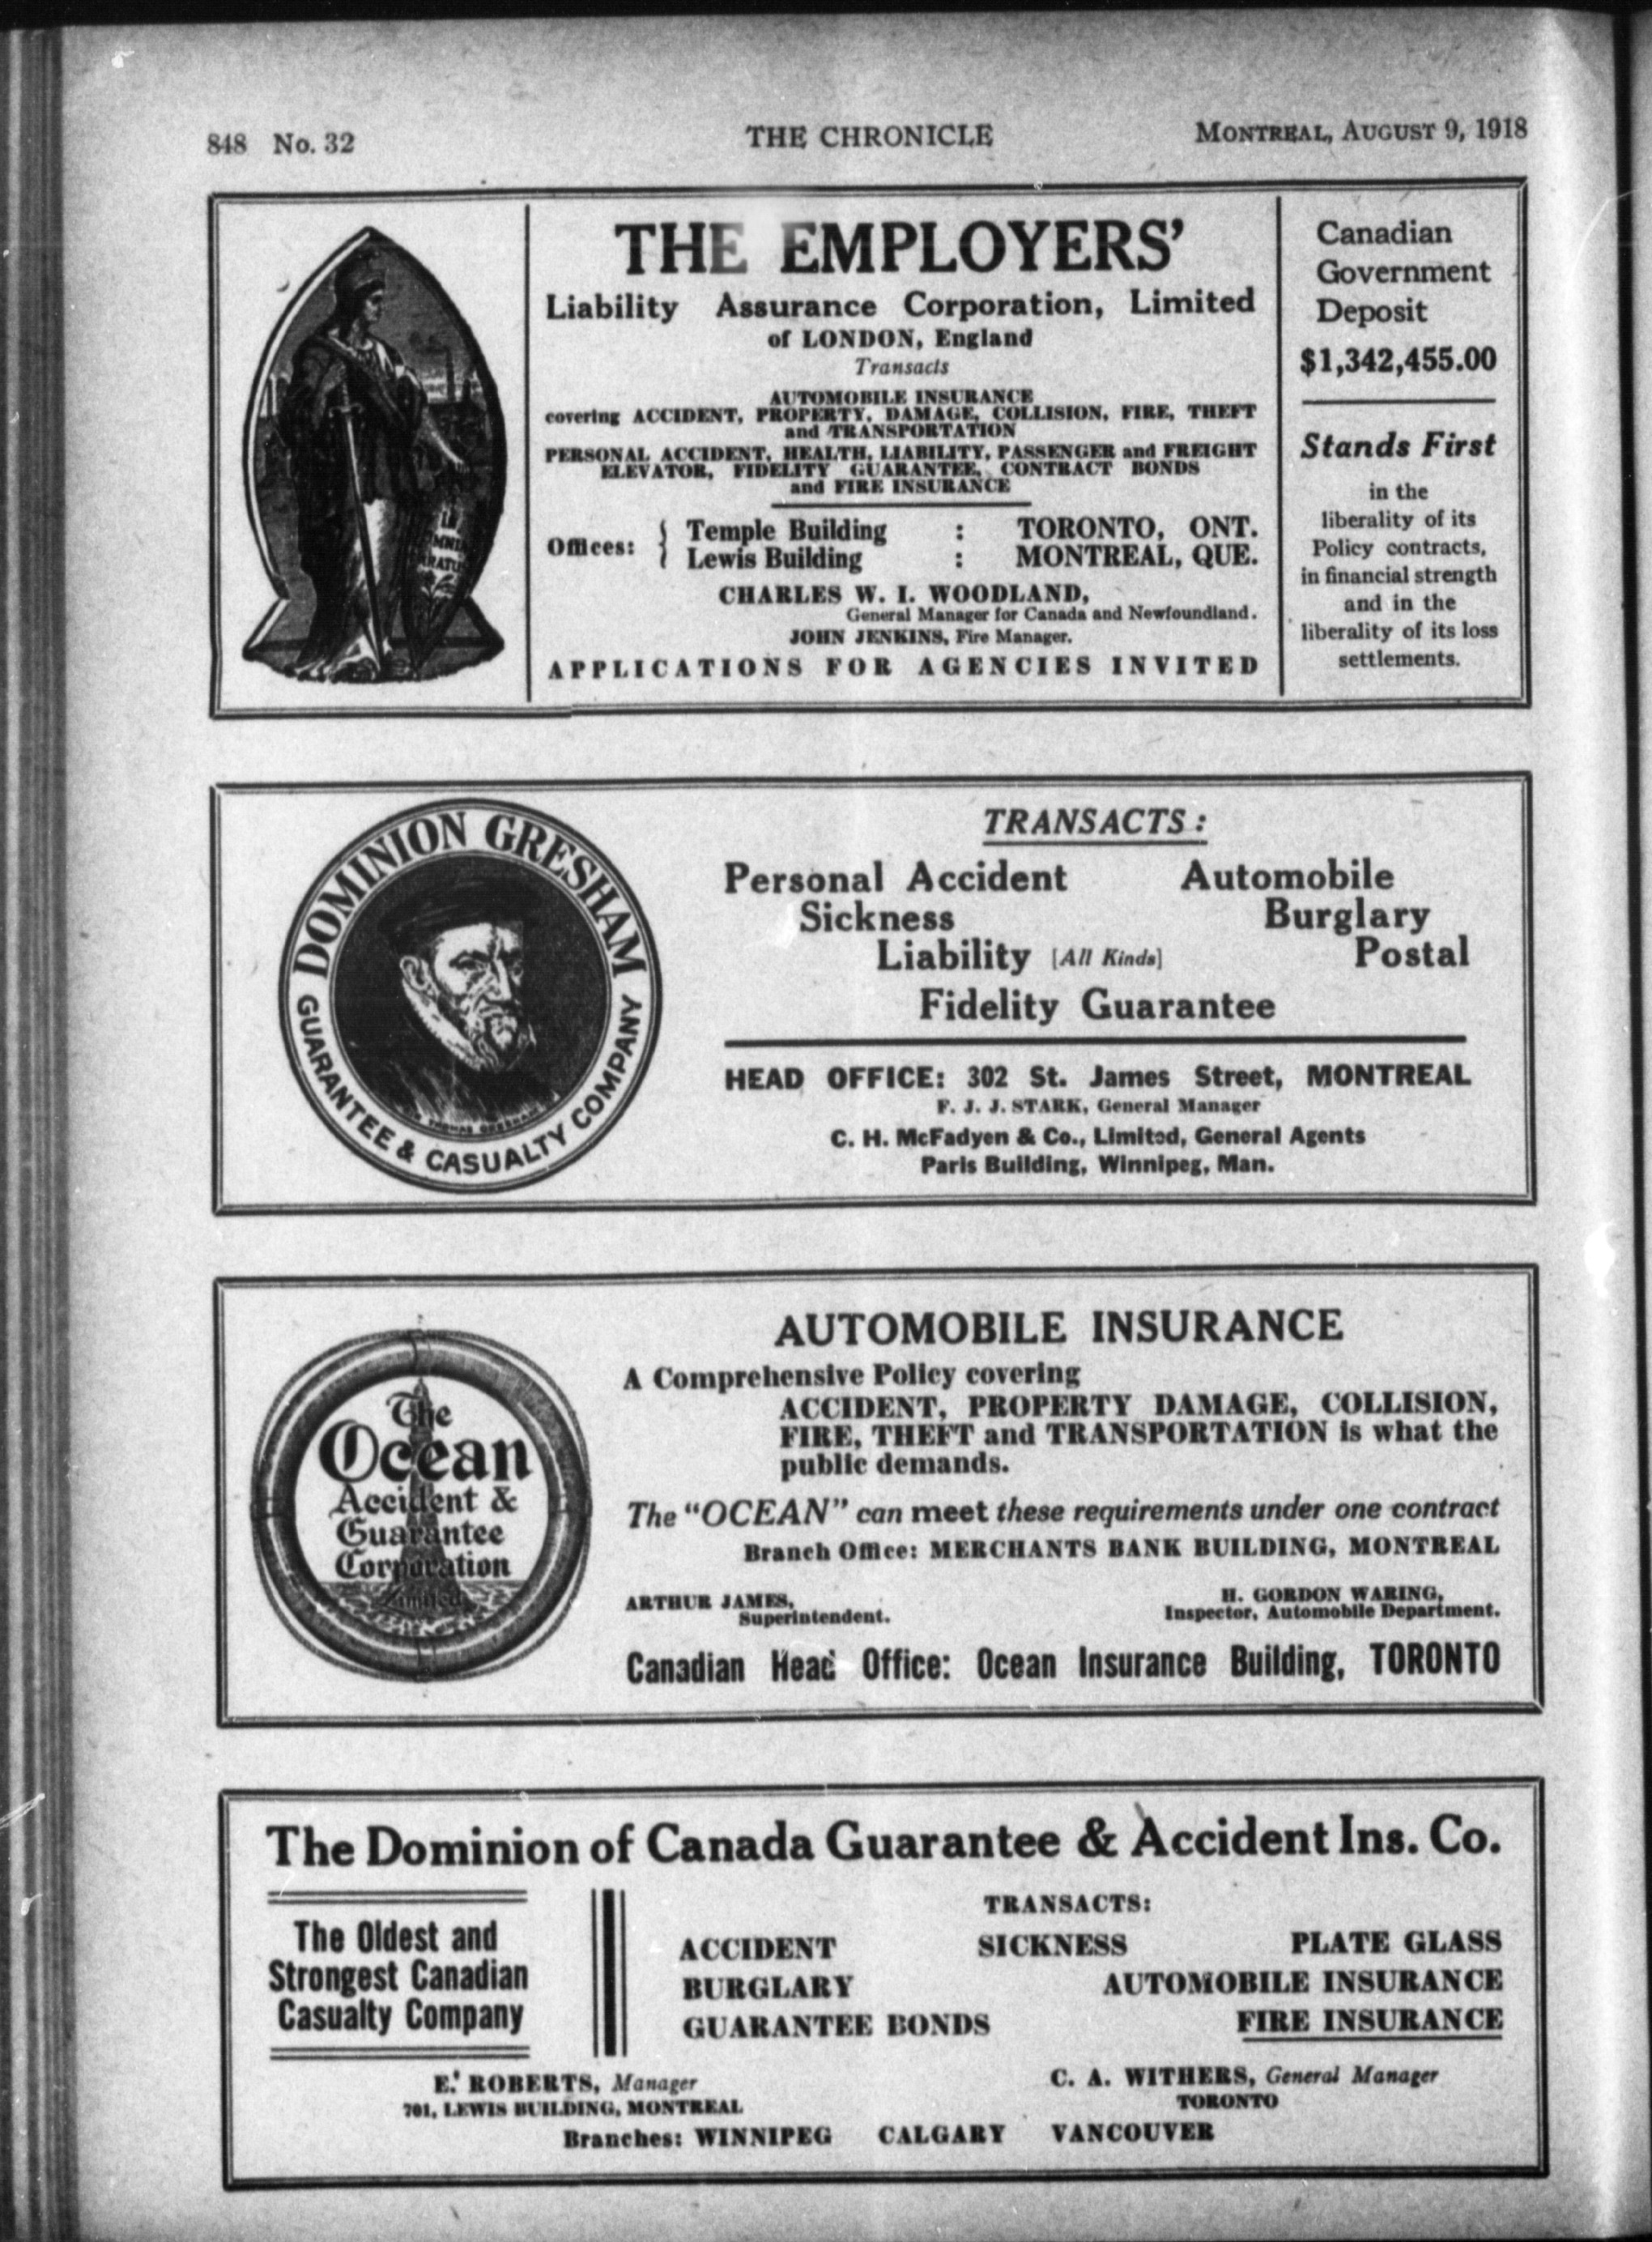 848 No. 32
THE CHRONICLE
MONTREAL, AUGUST 9, 1918
THE EMPLOYERS'
Liability Assurance Corporation, Limited
of LONDON, England
Transacts
AUTOMOBILE INSURANCE
covering ACCIDENT, PROPERTY, DAMAGE, COLLISION, FIRE, THEFT
and TRANSPORTATION
PERSONAL ACCIDENT, HEALTH, LIABILITY, PASSENGER and FREIGHT
ELEVATOR, FIDELITY GUARANTEE, CONTRACT BONDS
and FIRE INSURANCE
Offices: { Temple Building : TORONTO, ONT.
Lewis Building : MONTREAL, QUE.
CHARLES W. I. WOODLAND,
General Manager for Canada and Newfoundland.
JOHN JENKINS, Fire Manager.
APPLICATIONS FOR AGENCIES INVITED
Canadian
Government
Deposit
$1,342,455.00
Stands First
in the
liberality of its
Policy contracts,
in financial strength
and in the
liberality of its loss
settlements.
DOMINION GRESHAM
GUARANTEE & CASUALTY COMPANY
TRANSACTS:
Personal Accident Automobile
Sickness Burglary
Liability [All Kinds] Postal
Fidelity Guarantee
HEAD OFFICE: 302 St. James Street, MONTREAL
F. J. J. STARK, General Manager
C. H. McFadyen & Co., Limited, General Agents
Paris Building, Winnipeg, Man.
The
Ocean
Accident &
Guarantee
Corporation
Limited
AUTOMOBILE INSURANCE
A Comprehensive Policy covering
ACCIDENT, PROPERTY DAMAGE, COLLISION,
FIRE, THEFT and TRANSPORTATION is what the
public demands.
The "OCEAN" can meet these requirements under one contract
Branch Office: MERCHANTS BANK BUILDING, MONTREAL
ARTHUR JAMES,
Superintendent.
H. GORDON WARING,
Inspector, Automobile Department.
Canadian Head Office: Ocean Insurance Building, TORONTO
The Dominion of Canada Guarantee & Accident Ins. Co.
The Oldest and
Strongest Canadian
Casualty Company
TRANSACTS:
ACCIDENT SICKNESS PLATE GLASS
BURGLARY AUTOMOBILE INSURANCE
GUARANTEE BONDS FIRE INSURANCE
E. ROBERTS, Manager
701, LEWIS BUILDING, MONTREAL
C. A. WITHERS, General Manager
TORONTO
Branches: WINNIPEG CALGARY VANCOUVER